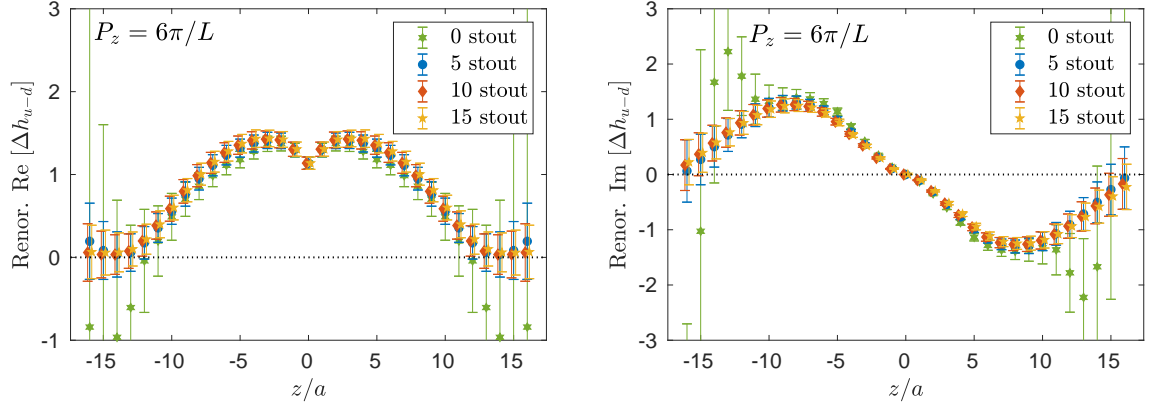 P_z = 6π/L
0 stout
5 stout
10 stout
15 stout
Renor. Re [Δh_{u−d}]
3
2
1
0
-1
-15
-10
-5
0
5
10
15
z/a
P_z = 6π/L
0 stout
5 stout
10 stout
15 stout
Renor. Im [Δh_{u−d}]
3
2
1
0
-1
-2
-3
-15
-10
-5
0
5
10
15
z/a